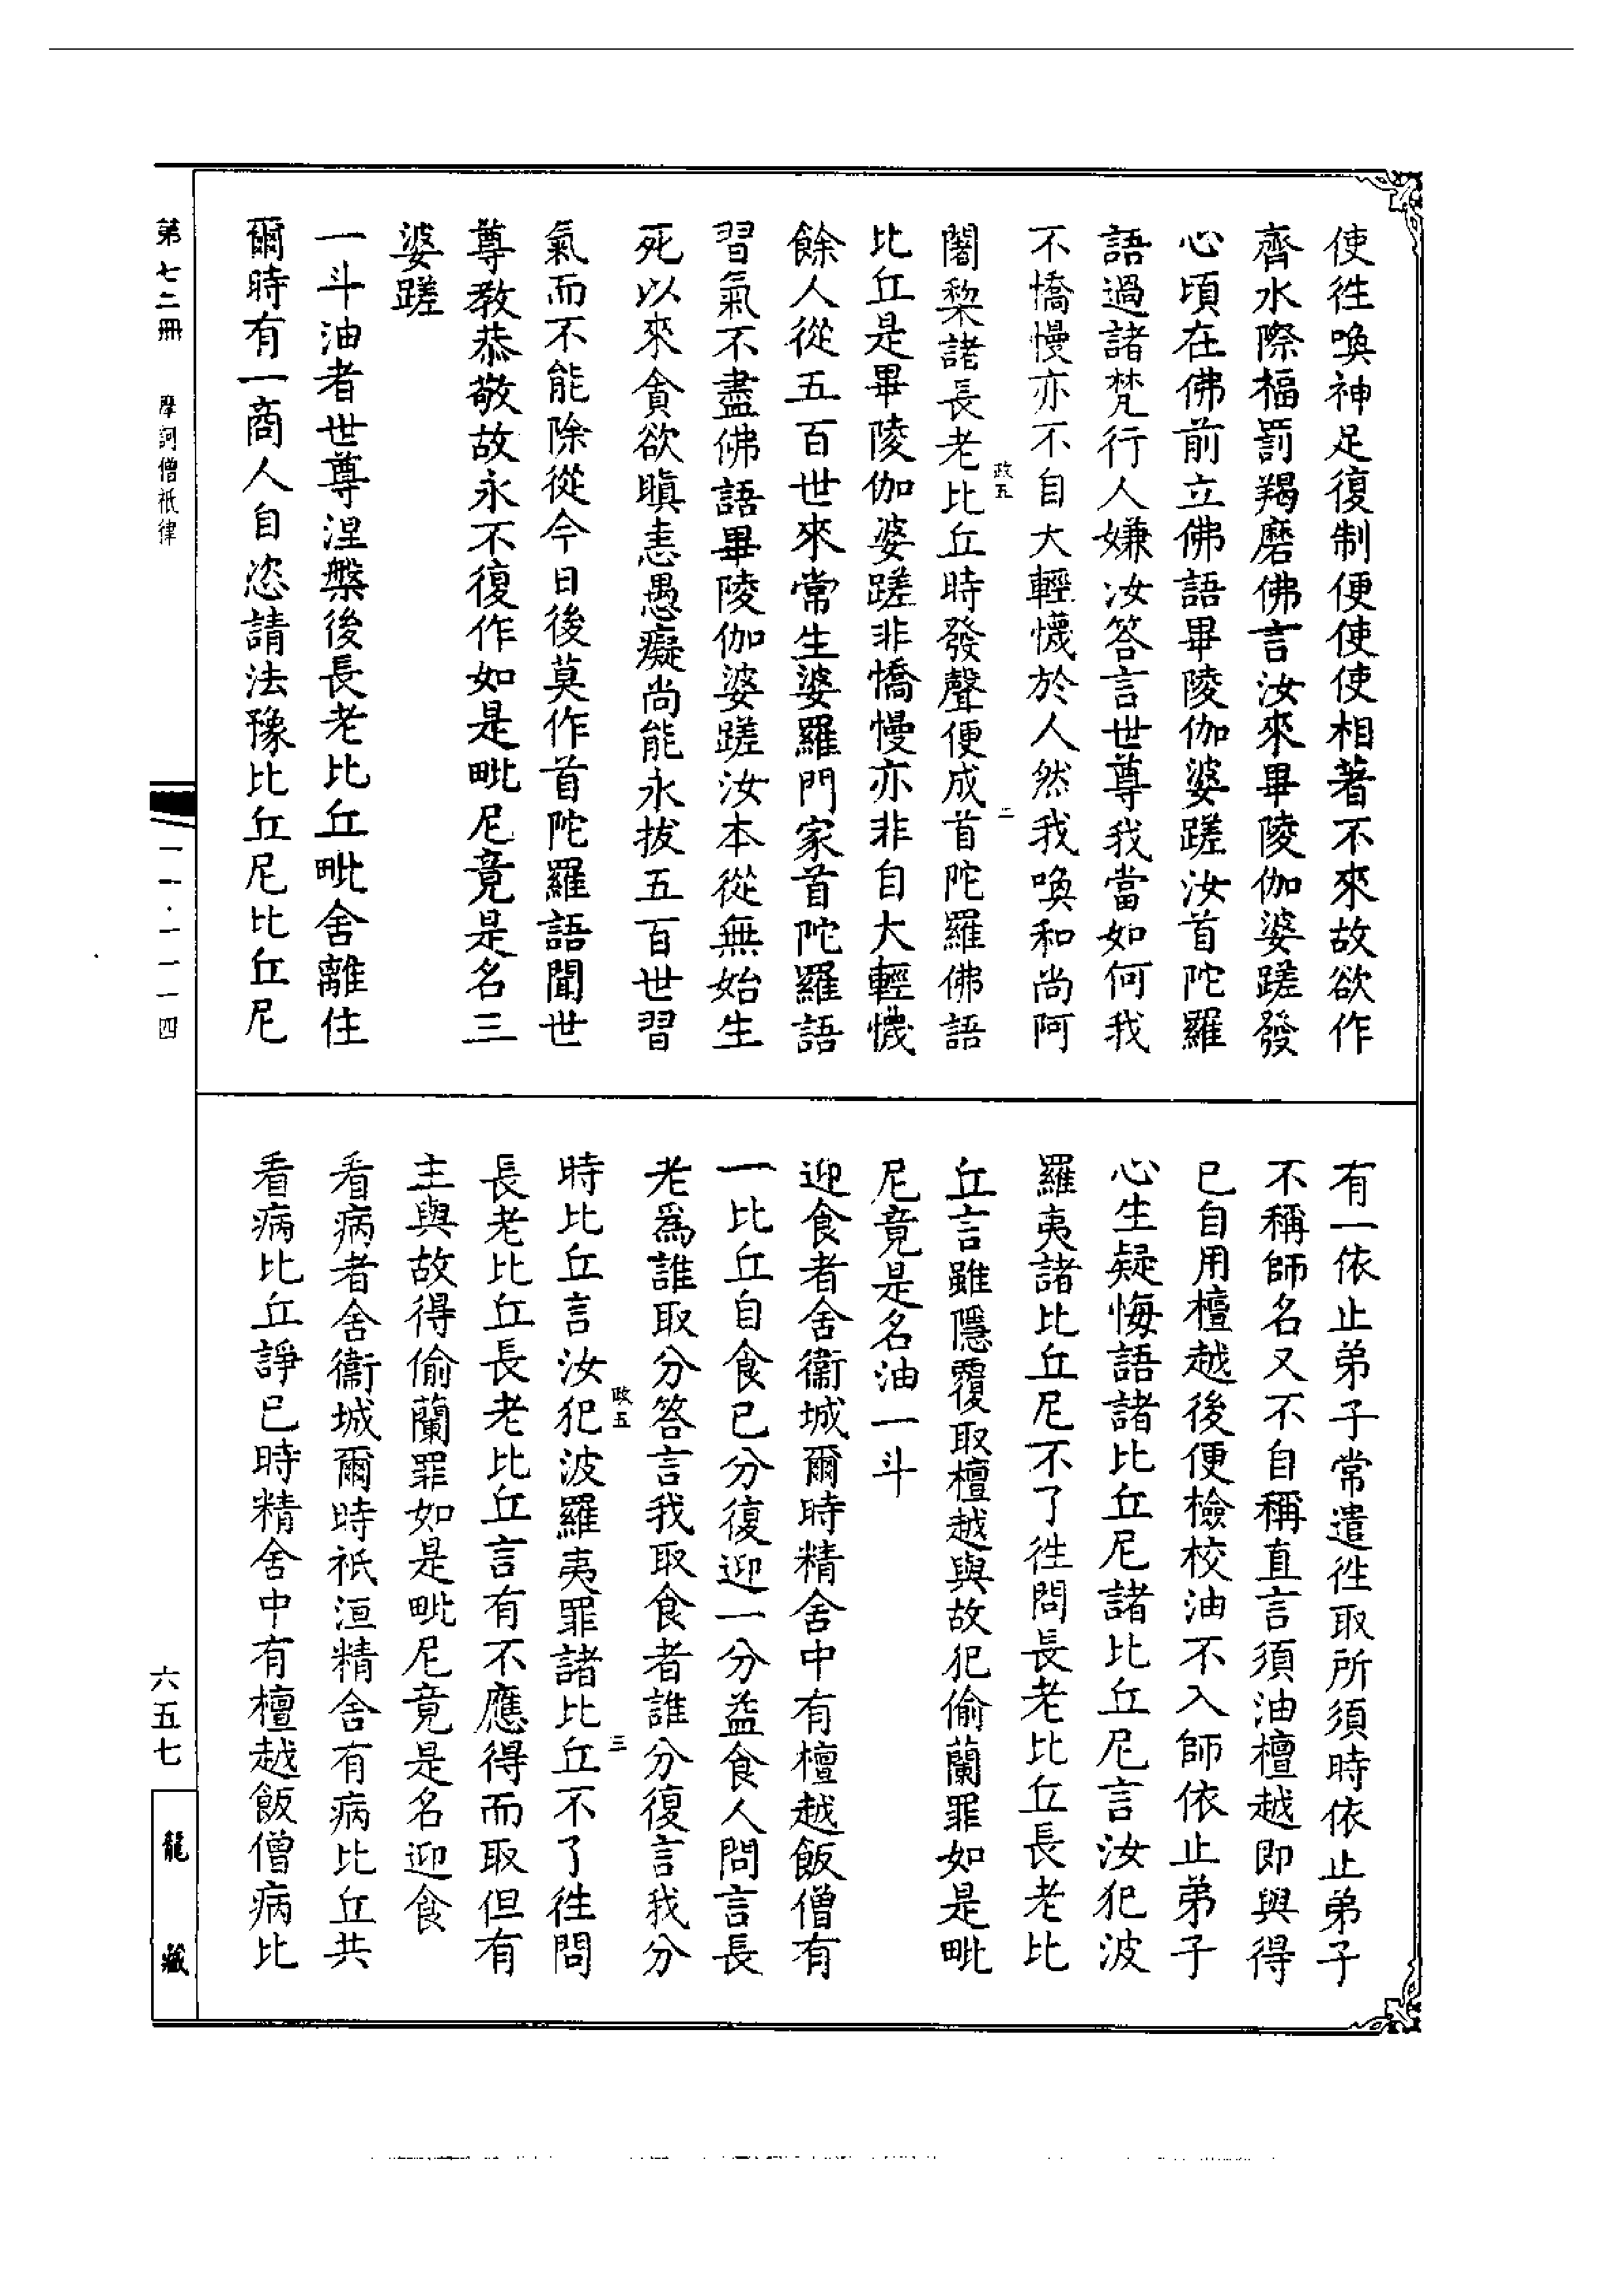 使徃喚神足復制便使使相著不來故欲作
齊水際楅罰羯磨佛言汝來畢陵伽婆蹉發
心頃在佛前立佛語畢陵伽婆蹉汝首陀羅
語過諸梵行人嫌汝答言世尊我當如何我
不憍慢亦不自大輕懱於人然我喚和尚阿
闍梨諸長老比丘時發聲便成首陀羅佛語
政五
二
比丘是畢陵伽婆蹉非憍慢亦非自大輕懱
餘人從五百世來常生婆羅門家首陀羅語
習氣不盡佛語畢陵伽婆蹉汝本從無始生
死以來貪欲瞋恚愚癡尚能永拔五百世習
氣而不能除從今日後莫作首陀羅語聞世
尊教恭敬故永不復作如是毗尼竟是名三
婆蹉
一斗油者世尊涅槃後長老比丘毗舍離住
爾時有一商人自恣請法豫比丘尼比丘尼
有一依止弟子常遣徃取所須時依止弟子
不稱師名又不自稱直言須油檀越即與得
已自用檀越後便檢校油不入師依止弟子
心生疑悔語諸比丘尼諸比丘尼言汝犯波
羅夷諸比丘尼不了徃問長老比丘長老比
丘言雖隱覆取檀越與故犯偷蘭罪如是毗
尼竟是名油一斗
迎食者舍衞城爾時精舍中有檀越飯僧有
一比丘自食已分復迎一分益食人問言長
老爲誰取分答言我取食者誰分復言我分
政五
三
時比丘言汝犯波羅夷罪諸比丘不了徃問
長老比丘長老比丘言有不應得而取但有
主與故得偷蘭罪如是毗尼竟是名迎食
看病者舍衞城爾時祇洹精舍有病比丘共
看病比丘諍已時精舍中有檀越飯僧病比
第七二冊
摩訶僧祇律
一一·一一一四
六五七
龍藏